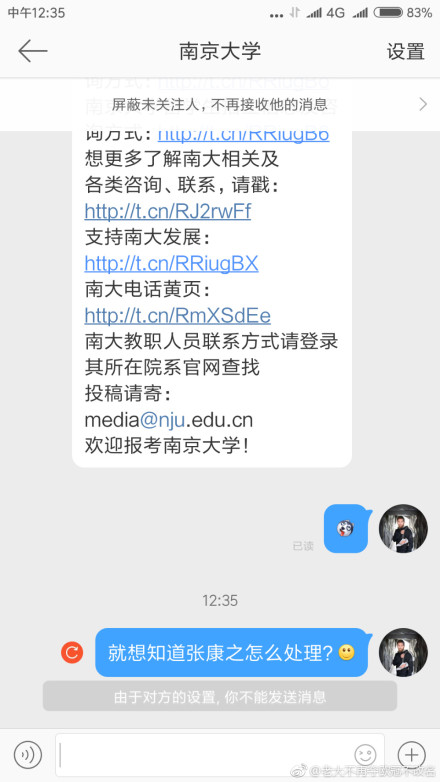 中午12:35
4G
83%
南京大学
设置
屏蔽未关注人，不再接收他的消息
询方式：http://t.cn/RRiugB6
想更多了解南大相关及
各类咨询、联系，请戳：
http://t.cn/RJ2rwFf
支持南大发展：
http://t.cn/RRiugBX
南大电话黄页：
http://t.cn/RmXSdEe
南大教职人员联系方式请登录
其所在院系官网查找
投稿请寄：
media@nju.edu.cn
欢迎报考南京大学！
已读
12:35
就想知道张康之怎么处理？
由于对方的设置，你不能发送消息